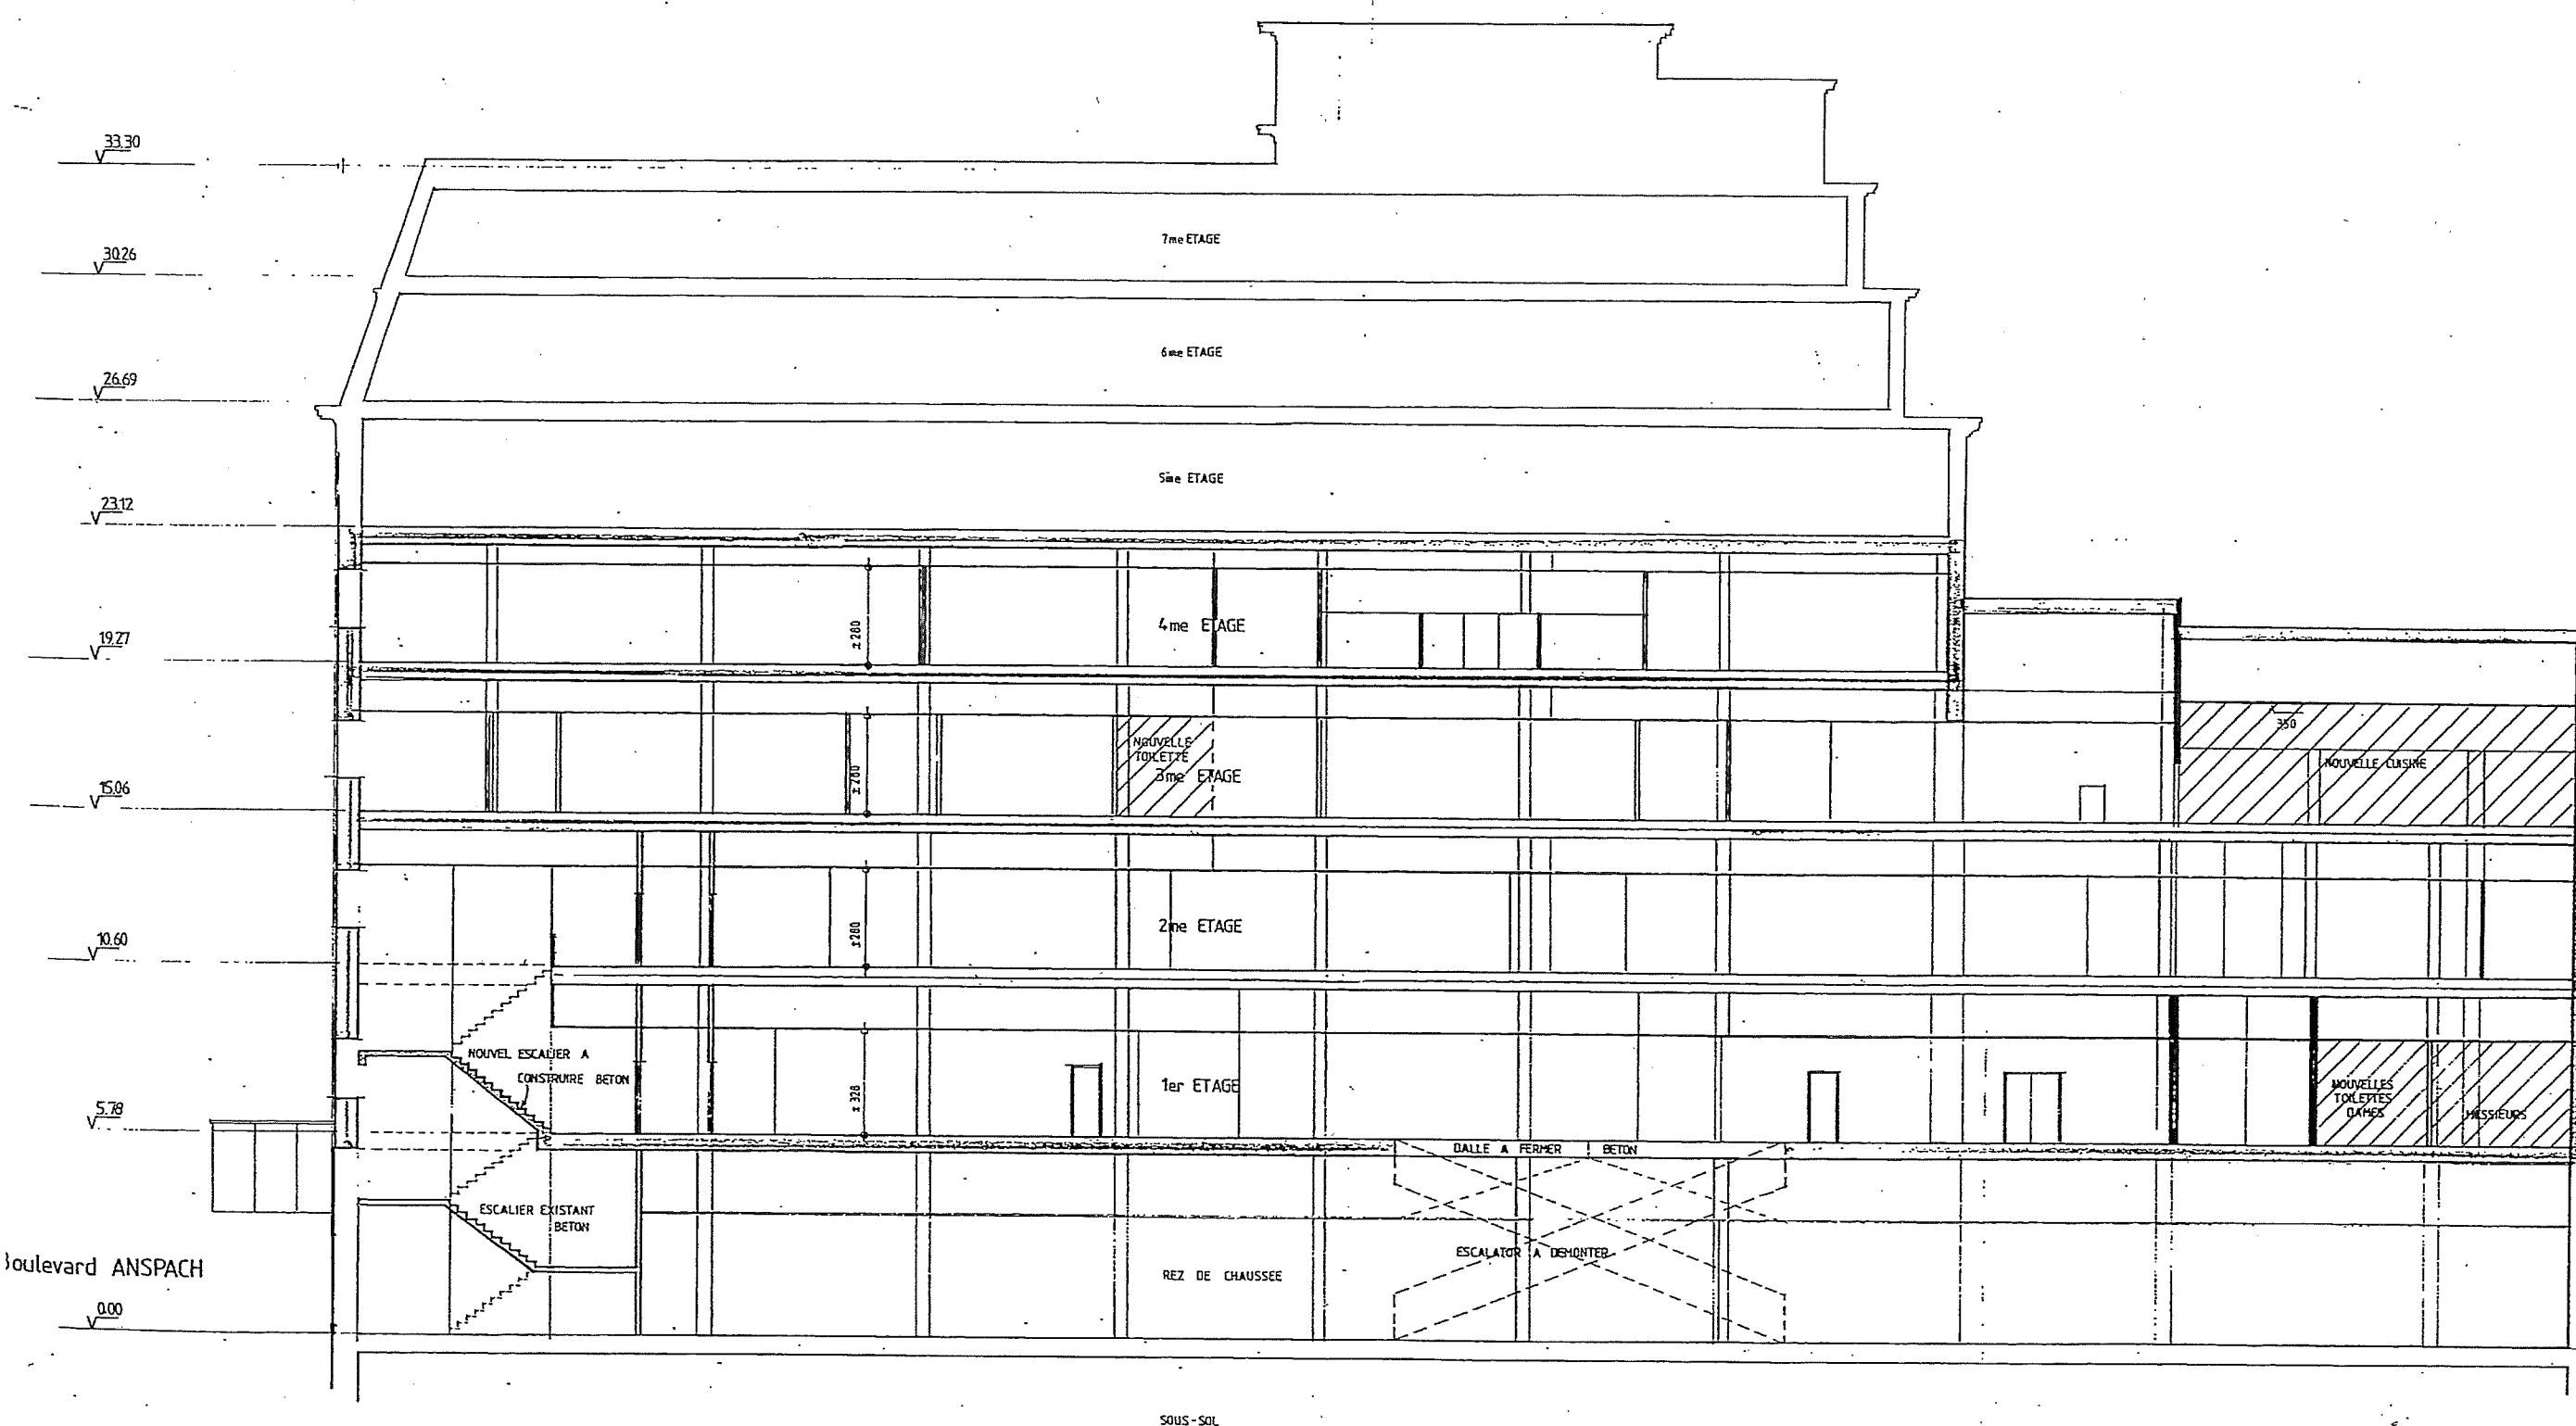 33.30
7me ETAGE
30.26
6me ETAGE
26.69
5me ETAGE
23.12
4me ETAGE
± 280
19.27
350
NOUVELLE
TOILETTE
NOUVELLE CUISINE
3me ETAGE
± 280
15.06
2me ETAGE
± 280
10.60
NOUVEL ESCALIER A
CONSTRUIRE BETON
1er ETAGE
± 328
NOUVELLES
TOILETTES
DAMES
MESSIEURS
5.78
DALLE A FERMER BETON
ESCALIER EXISTANT
BETON
ESCALATOR A DEMONTER
Boulevard ANSPACH
REZ DE CHAUSSEE
0.00
SOUS-SOL